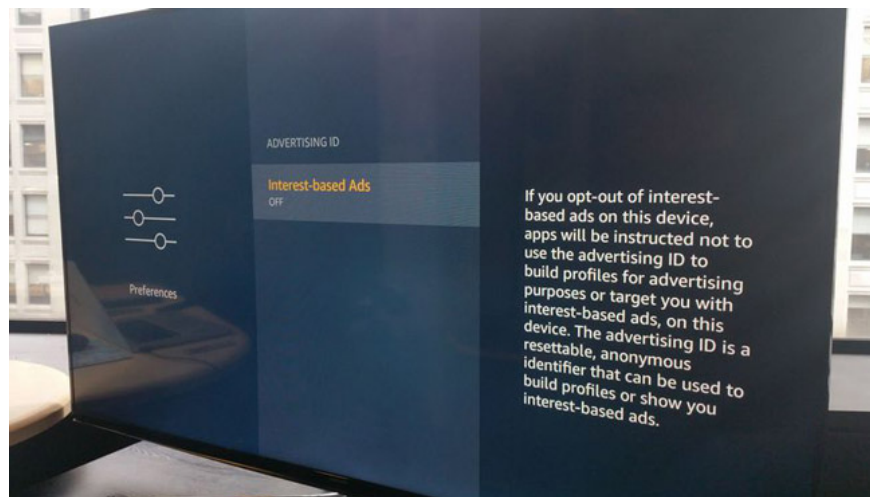 ADVERTISING ID
Interest-based Ads
OFF
Preferences
If you opt-out of interest-
based ads on this device,
apps will be instructed not to
use the advertising ID to
build profiles for advertising
purposes or target you with
interest-based ads, on this
device. The advertising ID is a
resettable, anonymous
identifier that can be used to
build profiles or show you
interest-based ads.